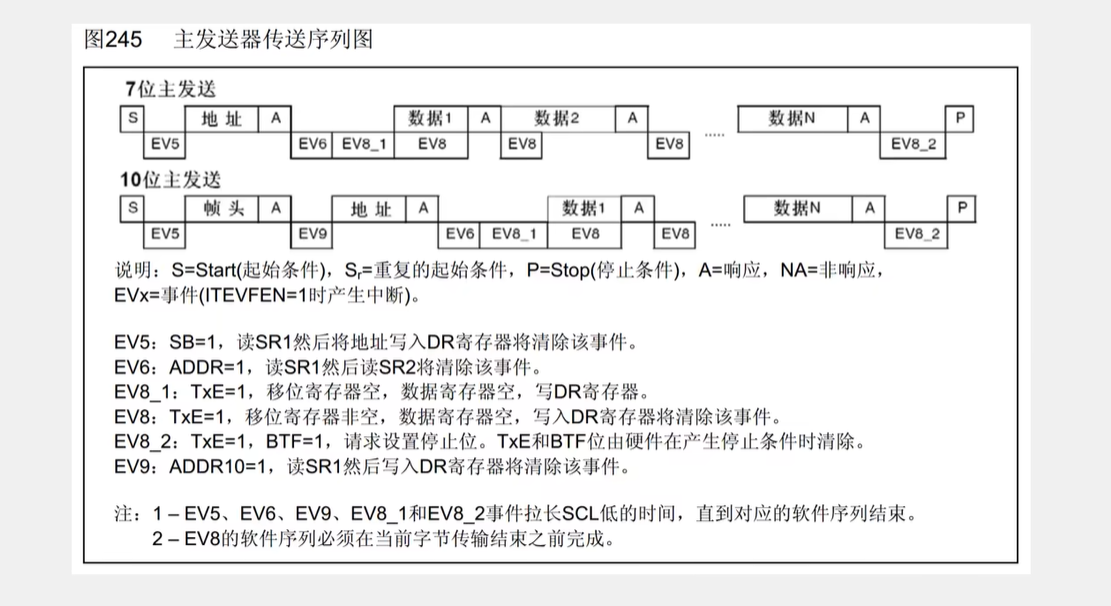 图245 主发送器传送序列图
7位主发送
S 地址 A 数据1 A 数据2 A ..... 数据N A P
EV5 EV6 EV8_1 EV8 EV8 EV8 EV8_2
10位主发送
S 帧头 A 地址 A 数据1 A ..... 数据N A P
EV5 EV9 EV6 EV8_1 EV8 EV8 EV8_2
说明：S=Start(起始条件)，Sr=重复的起始条件，P=Stop(停止条件)，A=响应，NA=非响应，
EVx=事件(ITEVFEN=1时产生中断)。
EV5：SB=1，读SR1然后将地址写入DR寄存器将清除该事件。
EV6：ADDR=1，读SR1然后读SR2将清除该事件。
EV8_1：TxE=1，移位寄存器空，数据寄存器空，写DR寄存器。
EV8：TxE=1，移位寄存器非空，数据寄存器空，写入DR寄存器将清除该事件。
EV8_2：TxE=1，BTF=1，请求设置停止位。TxE和BTF位由硬件在产生停止条件时清除。
EV9：ADDR10=1，读SR1然后写入DR寄存器将清除该事件。
注：1 – EV5、EV6、EV9、EV8_1和EV8_2事件拉长SCL低的时间，直到对应的软件序列结束。
2 – EV8的软件序列必须在当前字节传输结束之前完成。